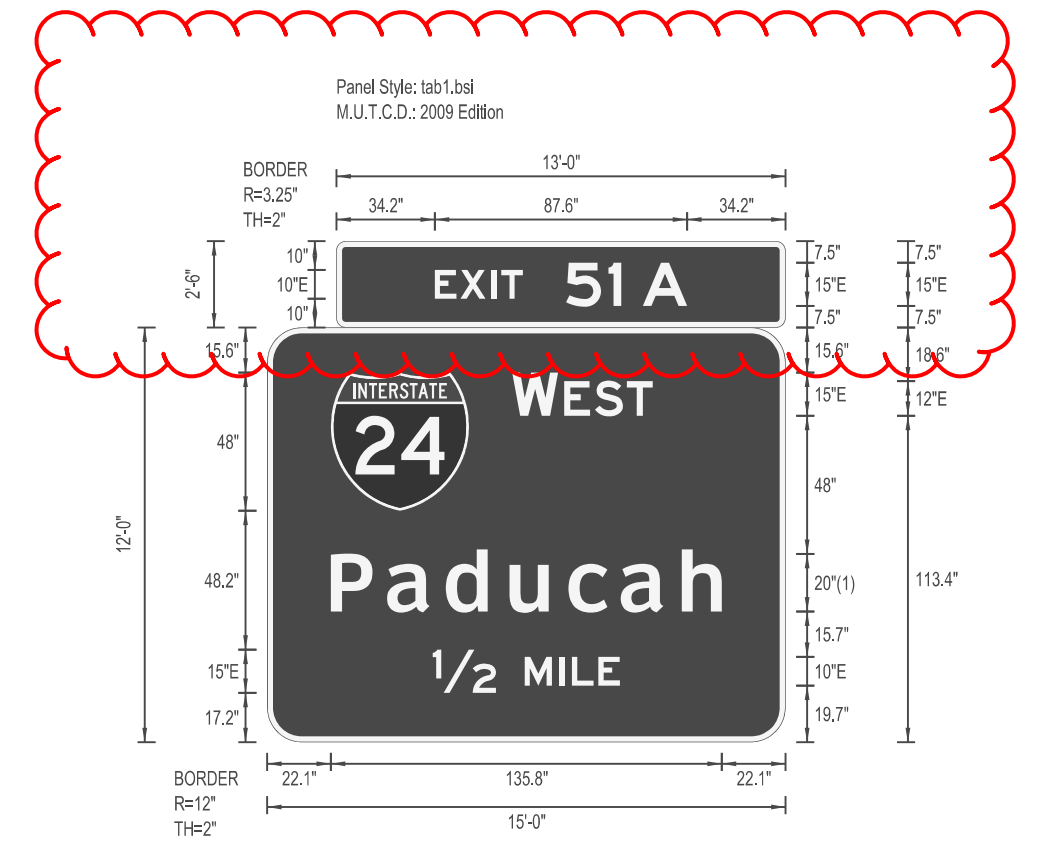 Panel Style: tab1.bsi
M.U.T.C.D.: 2009 Edition
BORDER
R=3.25"
TH=2"
13'-0"
34.2" 87.6" 34.2"
2'-6"
10"
10"E
10"
EXIT 51 A
7.5" 7.5"
15"E 15"E
7.5" 7.5"
15.6" 15.6" 18.6"
15"E 12"E
INTERSTATE
24
WEST
48" 48"
12'-0"
48.2" 20"(1) 113.4"
Paducah
15.7"
15"E 10"E
1/2 MILE
17.2" 19.7"
22.1" 135.8" 22.1"
BORDER
R=12"
TH=2"
15'-0"